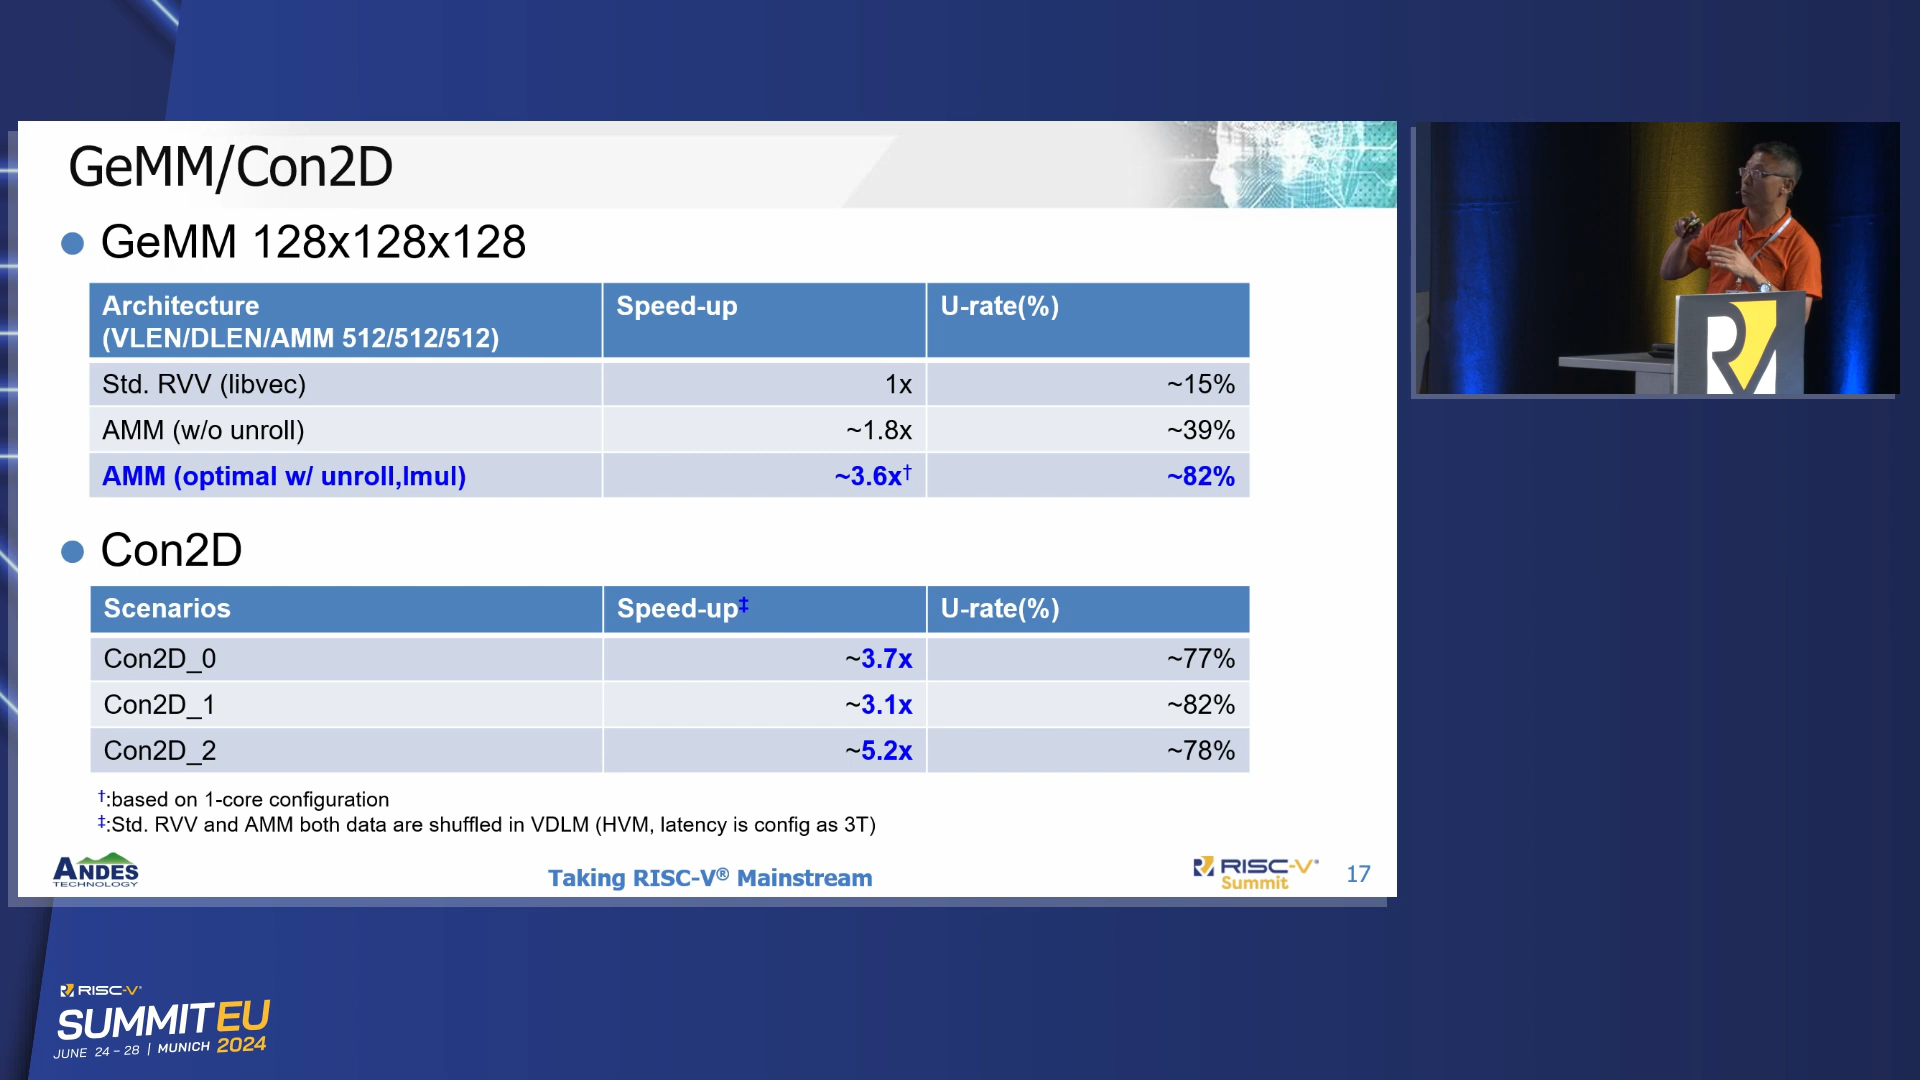 GeMM/Con2D
GeMM 128x128x128
Architecture Speed-up U-rate(%)
(VLEN/DLEN/AMM 512/512/512)
Std. RVV (libvec) 1x ~15%
AMM (w/o unroll) ~1.8x ~39%
AMM (optimal w/ unroll,lmul) ~3.6x† ~82%
Con2D
Scenarios Speed-up‡ U-rate(%)
Con2D_0 ~3.7x ~77%
Con2D_1 ~3.1x ~82%
Con2D_2 ~5.2x ~78%
†:based on 1-core configuration
‡:Std. RVV and AMM both data are shuffled in VDLM (HVM, latency is config as 3T)
ANDES
TECHNOLOGY
Taking RISC-V® Mainstream
RISC-V®
Summit
17
RISC-V®
SUMMIT EU
JUNE 24 – 28 | MUNICH 2024